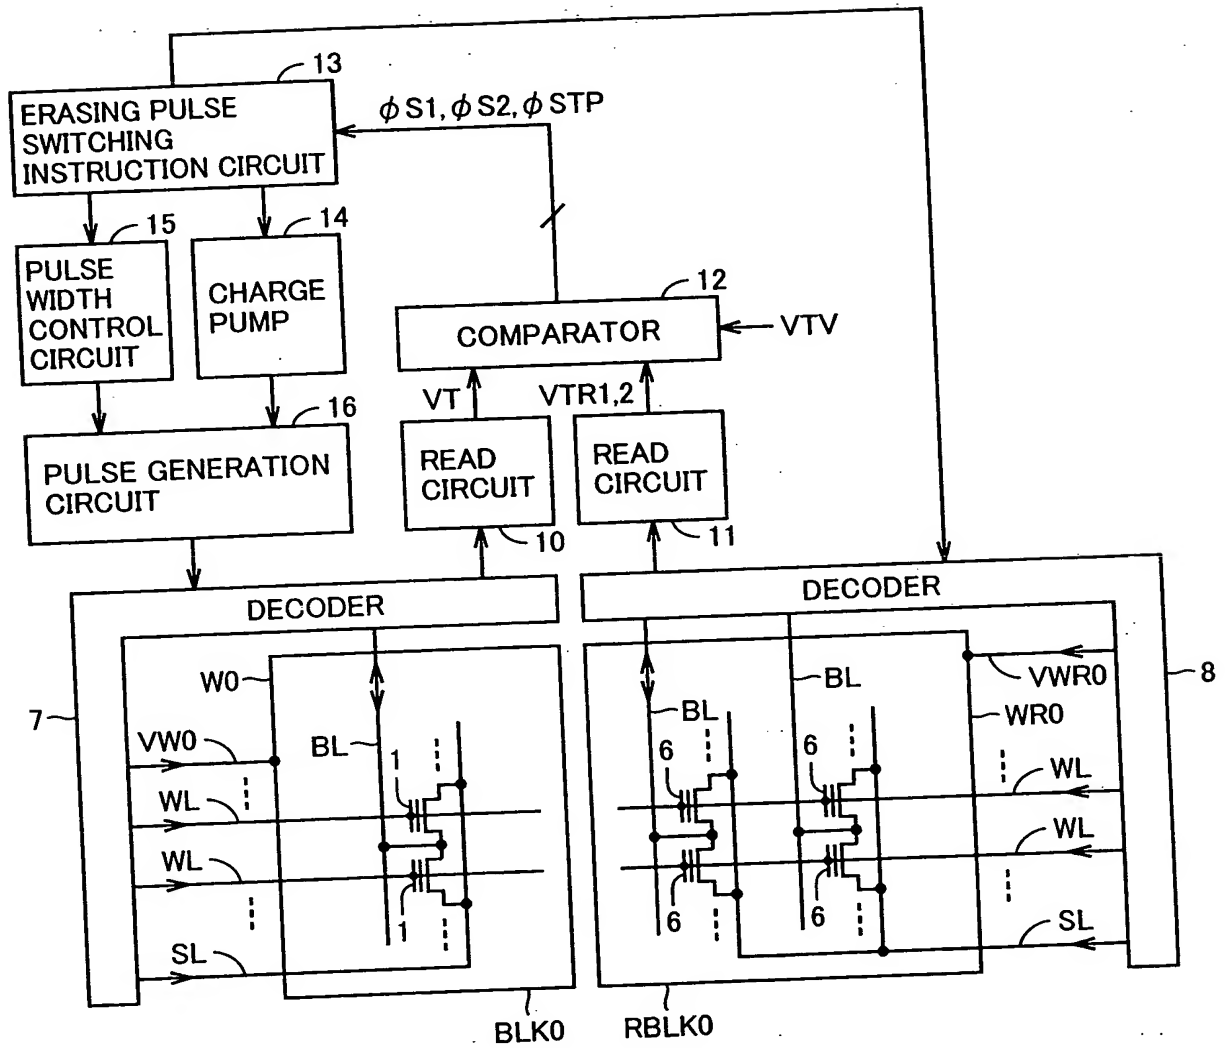 13
ERASING PULSE
SWITCHING
INSTRUCTION CIRCUIT
φS1, φS2, φSTP
15
14
PULSE
WIDTH
CONTROL
CIRCUIT
CHARGE
PUMP
12
COMPARATOR
VTV
VT
VTR1,2
16
PULSE GENERATION
CIRCUIT
READ
CIRCUIT
READ
CIRCUIT
10
11
DECODER
DECODER
7
8
W0
BL
VW0
WL
WL
SL
1
1
BLK0
BL
BL
6
6
6
6
VWR0
WR0
WL
WL
SL
RBLK0